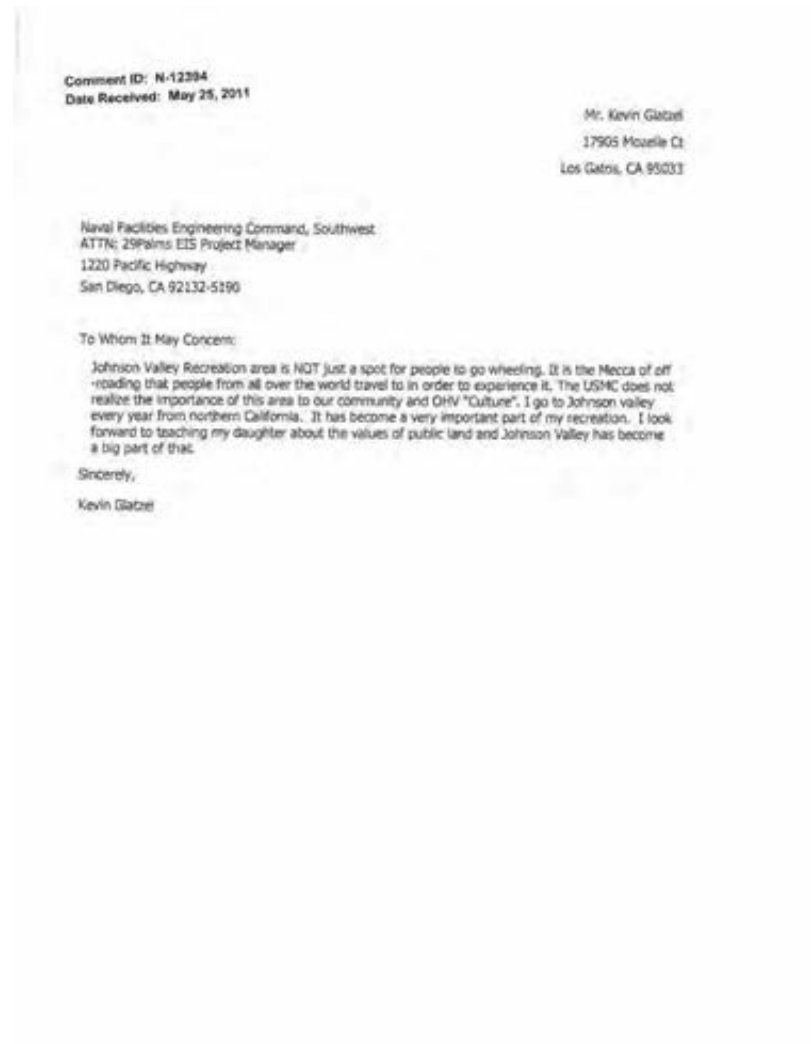 Comment ID: N-12394
Date Received: May 25, 2011
Mr. Kevin Glatzel
17905 Mozelle Ct
Los Gatos, CA 95033
Naval Facilities Engineering Command, Southwest
ATTN: 29Palms EIS Project Manager
1220 Pacific Highway
San Diego, CA 92132-5190
To Whom It May Concern:
Johnson Valley Recreation area is NOT just a spot for people to go wheeling. It is the Mecca of off
-roading that people from all over the world travel to in order to experience it. The USMC does not
realize the importance of this area to our community and OHV "Culture". I go to Johnson valley
every year from northern California. It has become a very important part of my recreation. I look
forward to teaching my daughter about the values of public land and Johnson Valley has become
a big part of that.
Sincerely,
Kevin Glatzel